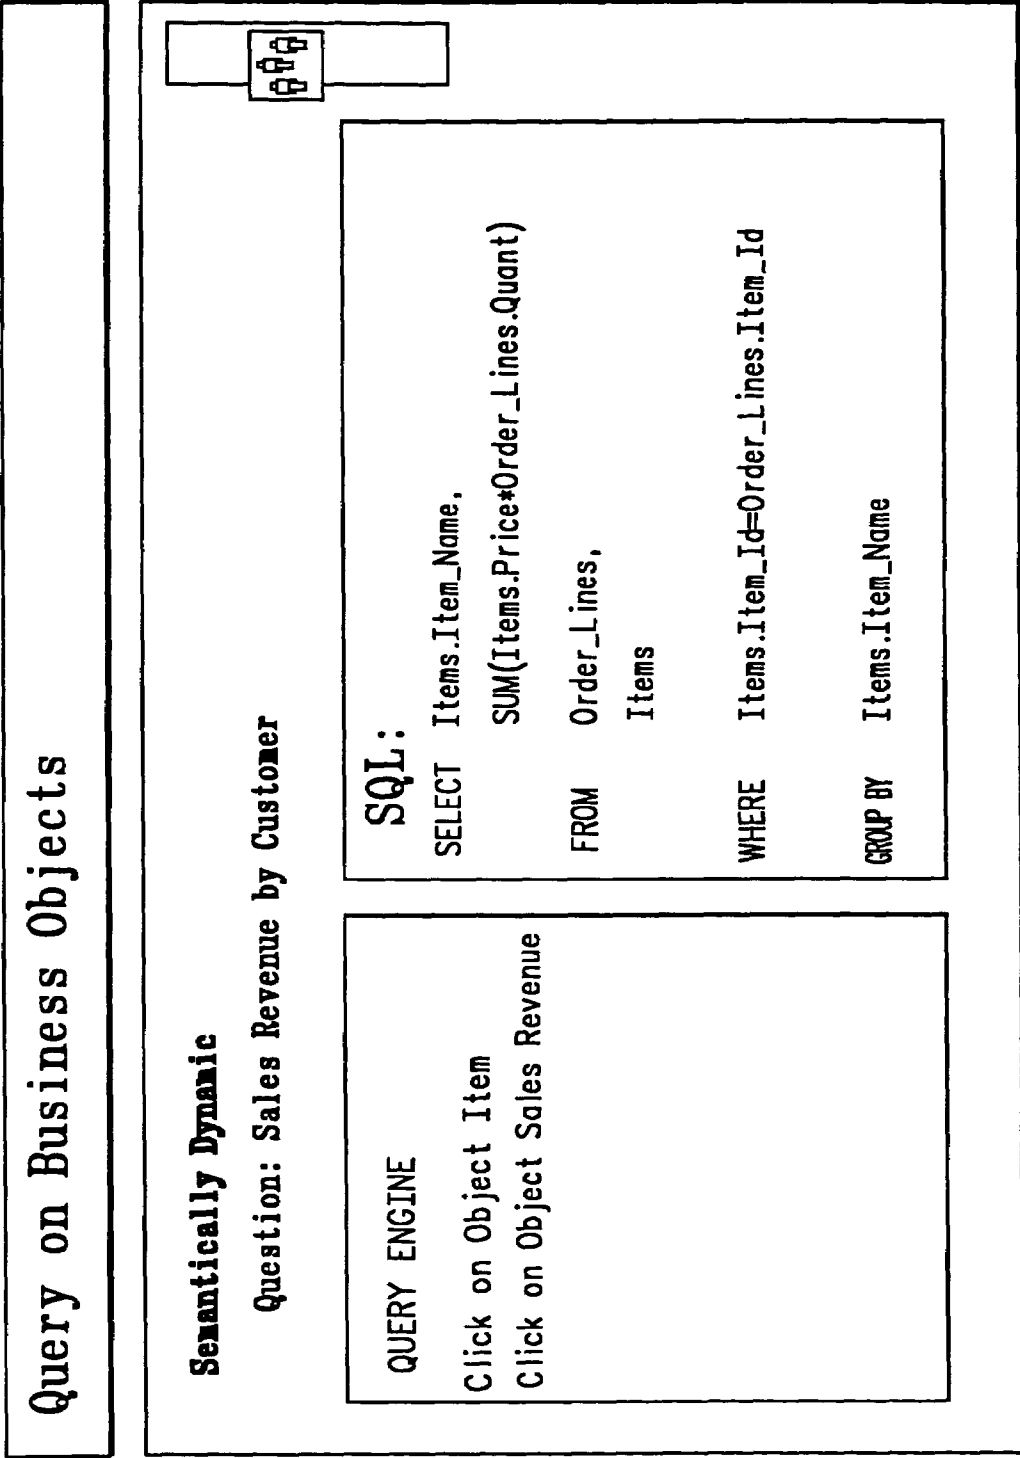 Query on Business Objects
Semantically Dynamic
Question: Sales Revenue by Customer
QUERY ENGINE
Click on Object Item
Click on Object Sales Revenue
SQL:
SELECT Items.Item_Name,
SUM(Items.Price*Order_Lines.Quant)
FROM Order_Lines,
Items
WHERE Items.Item_Id=Order_Lines.Item_Id
GROUP BY Items.Item_Name